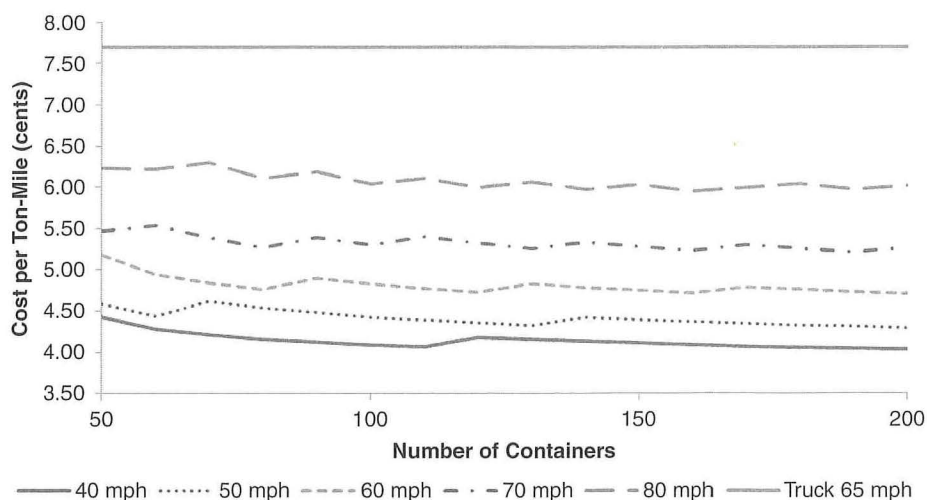 8.00
7.50
7.00
6.50
6.00
5.50
5.00
4.50
4.00
3.50
Cost per Ton-Mile (cents)
50 100 150 200
Number of Containers
40 mph 50 mph 60 mph 70 mph 80 mph Truck 65 mph